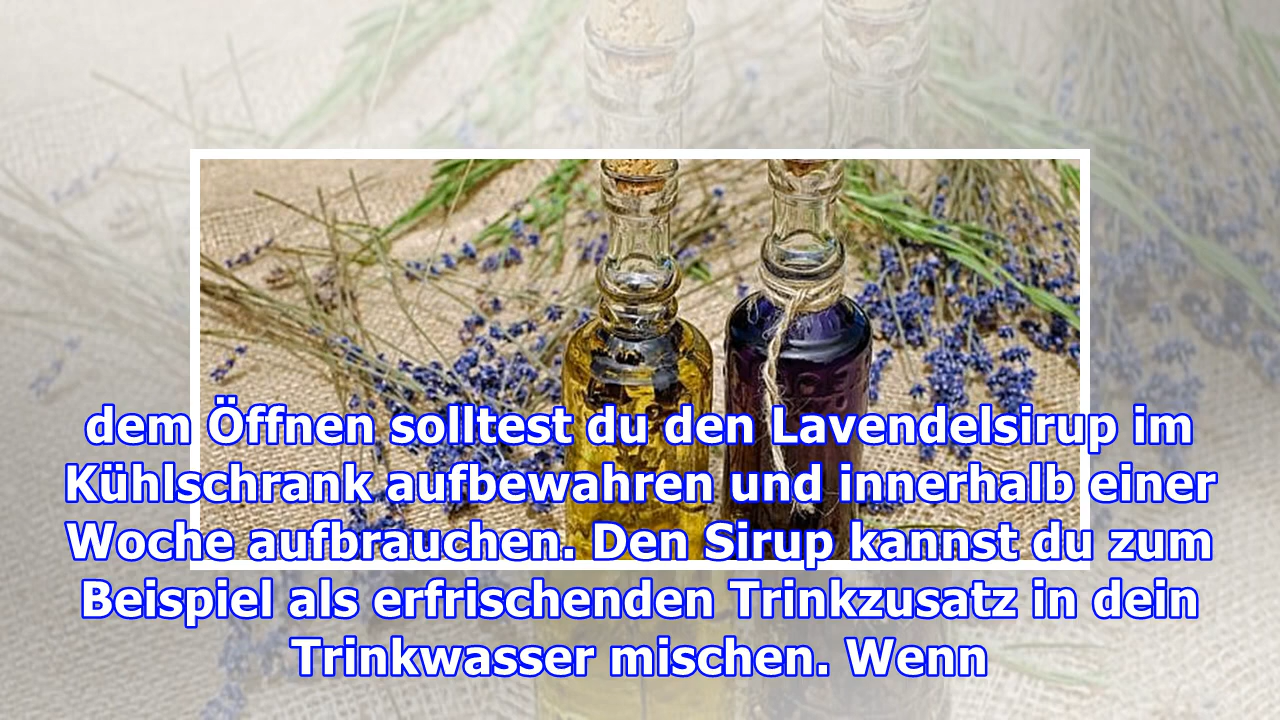 dem Öffnen solltest du den Lavendelsirup im
Kühlschrank aufbewahren und innerhalb einer
Woche aufbrauchen. Den Sirup kannst du zum
Beispiel als erfrischenden Trinkzusatz in dein
Trinkwasser mischen. Wenn